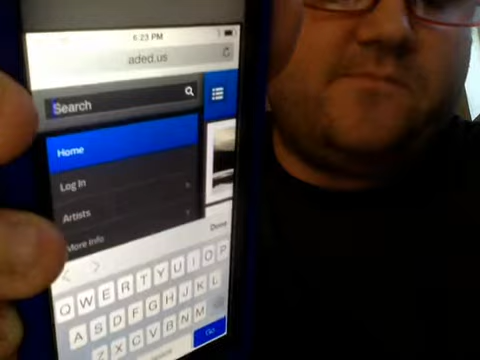 6:23 PM
aded.us
Search
Home
Log In
Artists
More Info
Done
Q W E R T Y U I O P
A S D F G H J K L
Z X C V B N M
Go